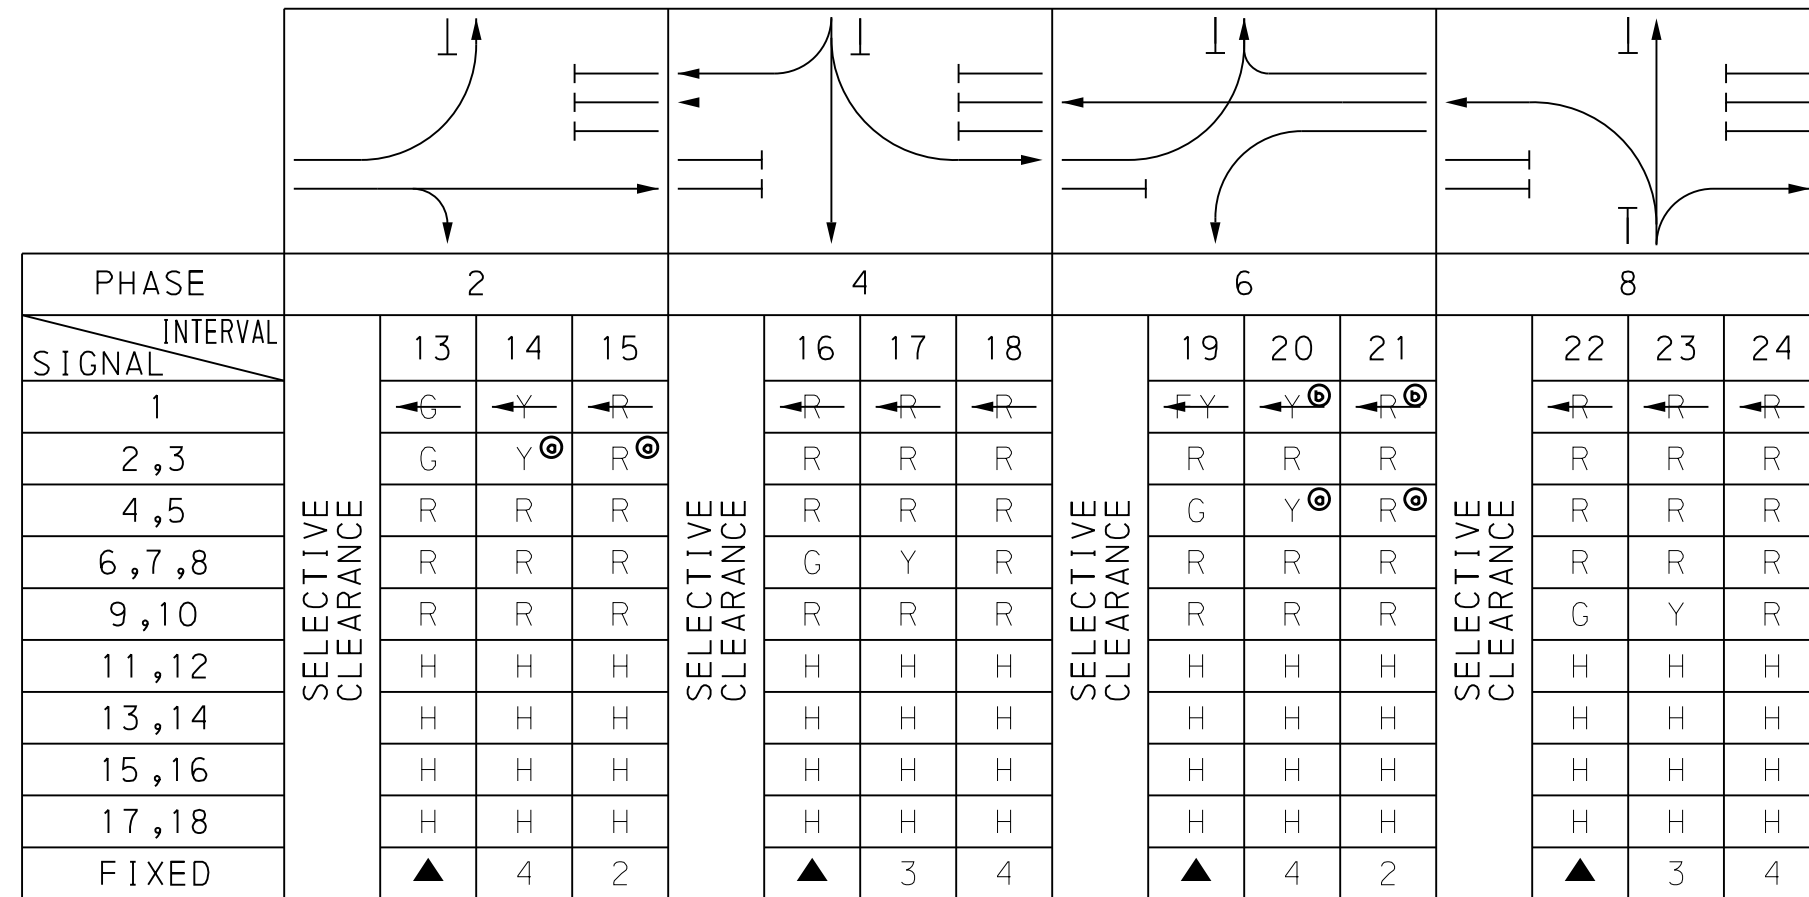 PHASE 2 4 6 8
INTERVAL
SIGNAL
SELECTIVE
CLEARANCE
13 14 15
SELECTIVE
CLEARANCE
16 17 18
SELECTIVE
CLEARANCE
19 20 21
SELECTIVE
CLEARANCE
22 23 24
1 G Y R R R R FY Y ⓑ R ⓑ R R R
2,3 G Y ⓐ R ⓐ R R R R R R R R R
4,5 R R R R R R G Y ⓐ R ⓐ R R R
6,7,8 R R R G Y R R R R R R R
9,10 R R R R R R R R R G Y R
11,12 H H H H H H H H H H H H
13,14 H H H H H H H H H H H H
15,16 H H H H H H H H H H H H
17,18 H H H H H H H H H H H H
FIXED ▲ 4 2 ▲ 3 4 ▲ 4 2 ▲ 3 4